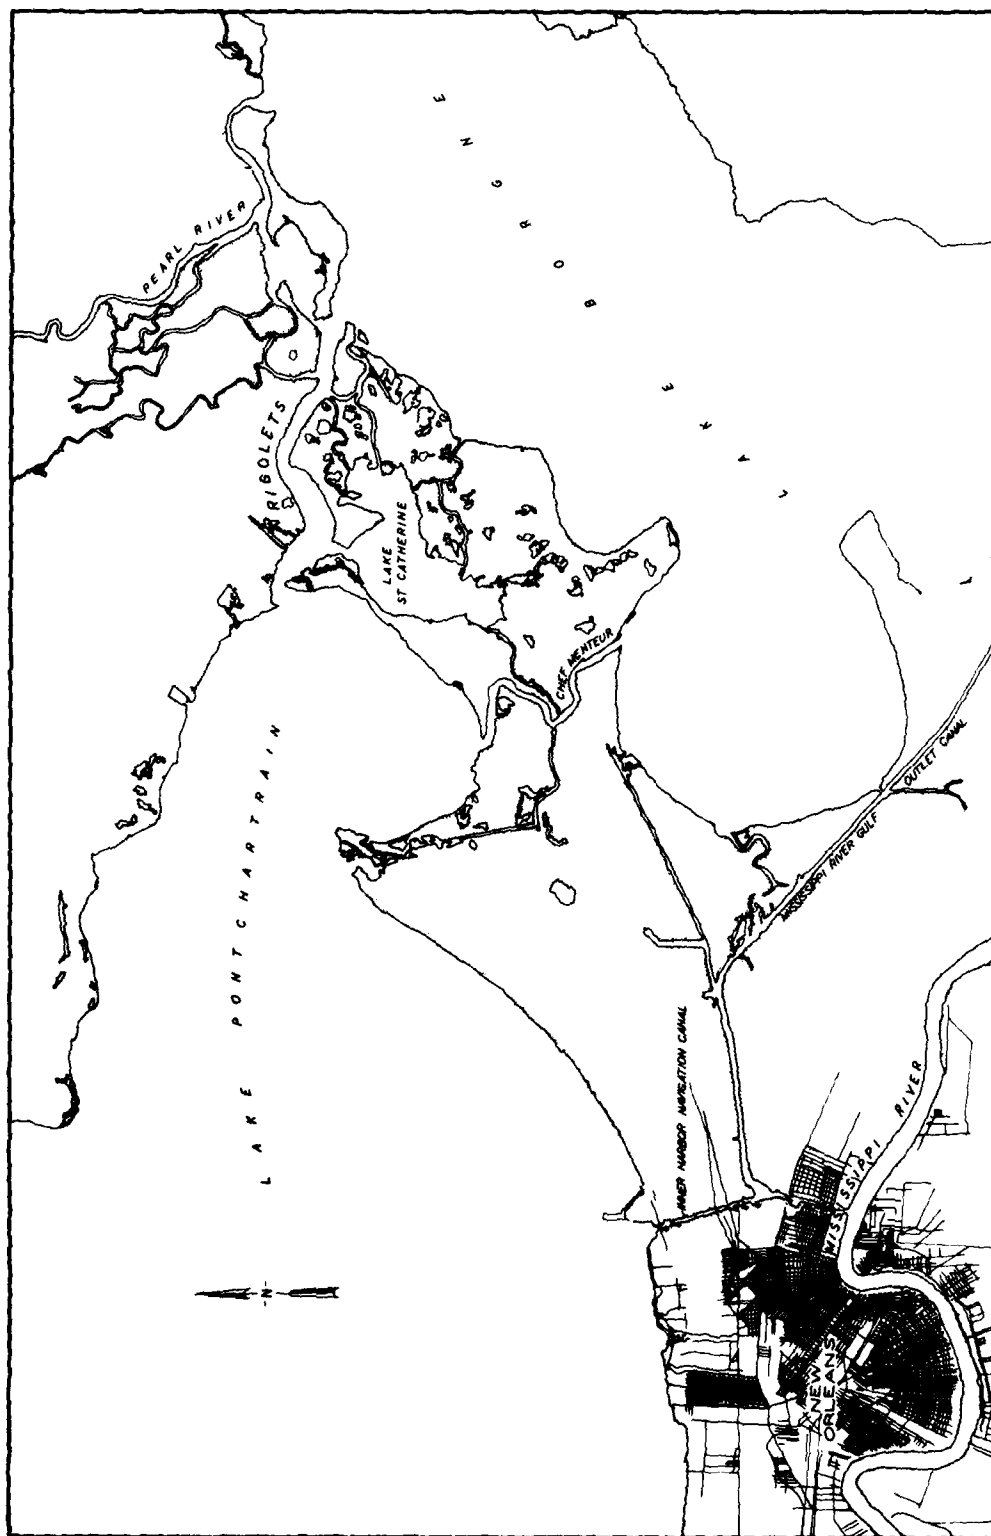 PEARL RIVER
RIGOLETS
LAKE BORGNE
LAKE
ST CATHERINE
CHEF MENTEUR
LAKE PONTCHARTRAIN
MISSISSIPPI RIVER GULF
OUTLET CANAL
INNER HARBOR NAVIGATION CANAL
MISSISSIPPI RIVER
N
NEW
ORLEANS
#1